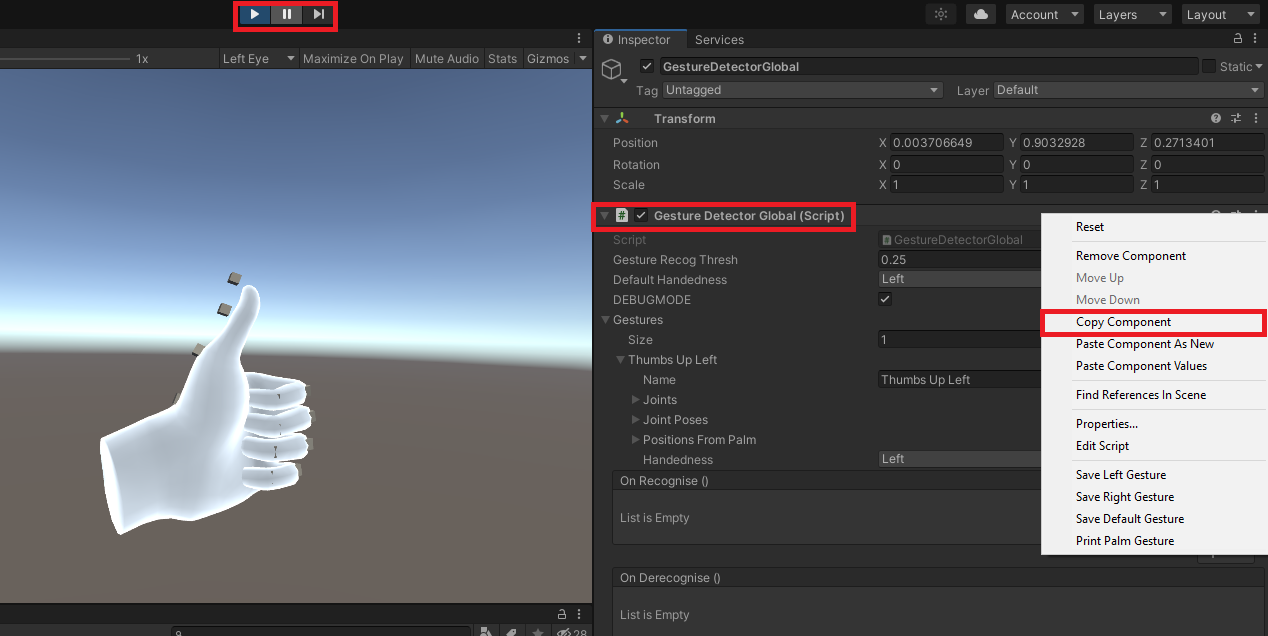 Account
Layers
Layout
1x
Left Eye
Maximize On Play
Mute Audio
Stats
Gizmos
Inspector
Services
GestureDetectorGlobal
Static
Tag Untagged
Layer Default
Transform
Position X 0.003706649 Y 0.9032928 Z 0.2713401
Rotation X 0 Y 0 Z 0
Scale X 1 Y 1 Z 1
# Gesture Detector Global (Script)
Script # GestureDetectorGlobal
Gesture Recog Thresh 0.25
Default Handedness Left
DEBUGMODE
Gestures
Size 1
Thumbs Up Left
Name Thumbs Up Left
Joints
Joint Poses
Positions From Palm
Handedness Left
On Recognise ()
List is Empty
On Derecognise ()
List is Empty
Reset
Remove Component
Move Up
Move Down
Copy Component
Paste Component As New
Paste Component Values
Find References In Scene
Properties...
Edit Script
Save Left Gesture
Save Right Gesture
Save Default Gesture
Print Palm Gesture
28